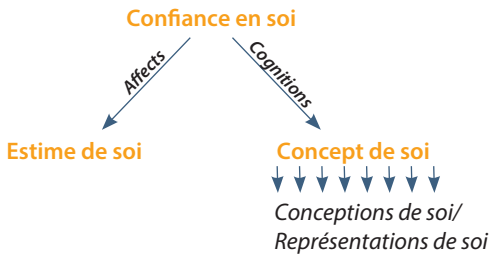 Confiance en soi
Affects
Cognitions
Estime de soi
Concept de soi
Conceptions de soi/
Représentations de soi